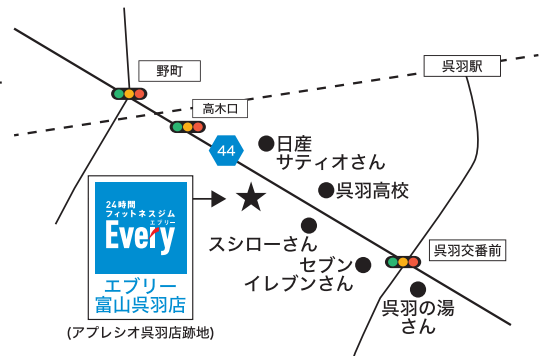 野町
呉羽駅
高木口
44
日産
サティオさん
呉羽高校
24時間
フィットネスジム
エブリー
Every
スシローさん
呉羽交番前
セブン
イレブンさん
エブリー
富山呉羽店
呉羽の湯
さん
(アプレシオ呉羽店跡地)